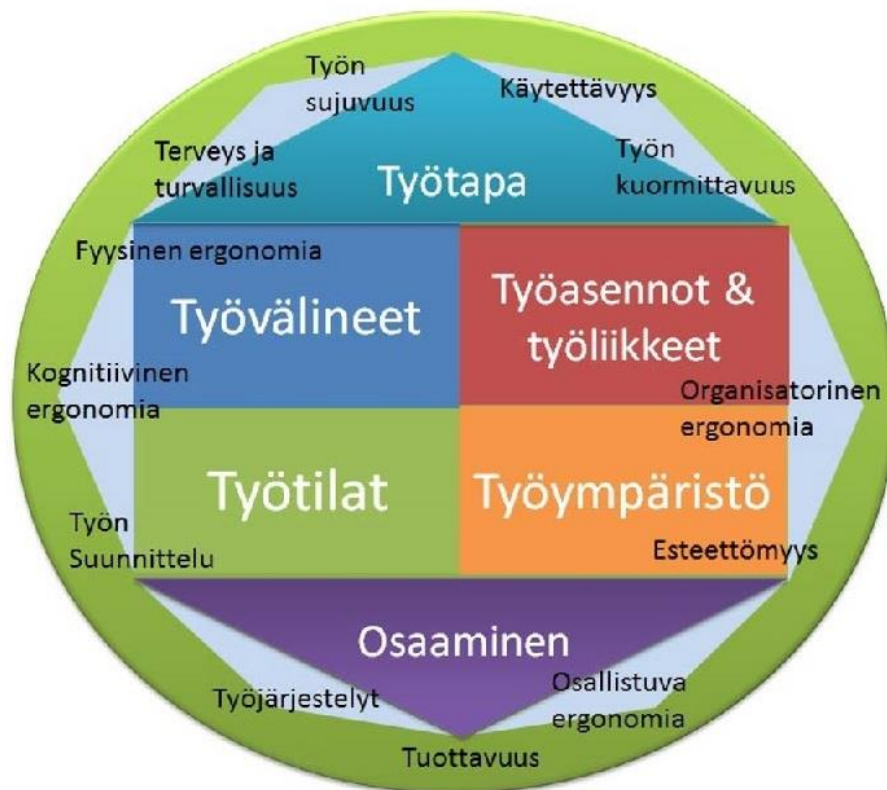 Työn
sujuvuus
Käytettävyys
Terveys ja
turvallisuus
Työtapa
Työn
kuormittavuus
Fyysinen ergonomia
Työvälineet
Työasennot &
työliikkeet
Kognitiivinen
ergonomia
Organisatorinen
ergonomia
Työtilat
Työympäristö
Työn
Suunnittelu
Esteettömyys
Osaaminen
Työjärjestelyt
Osallistuva
ergonomia
Tuottavuus